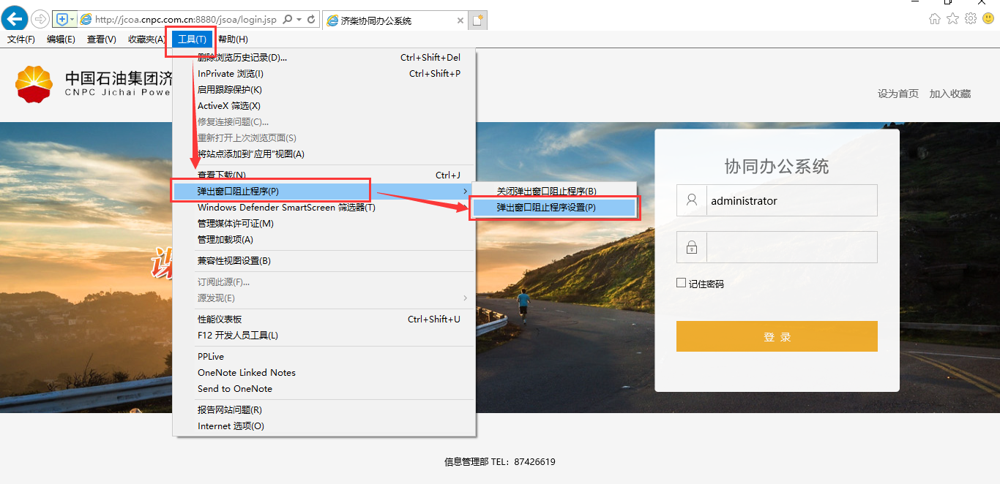 http://jcoa.cnpc.com.cn:8880/jsoa/login.jsp
济柴协同办公系统
文件(F) 编辑(E) 查看(V) 收藏夹(A) 工具(T) 帮助(H)
删除浏览历史记录(D)... Ctrl+Shift+Del
InPrivate 浏览(I) Ctrl+Shift+P
启用跟踪保护(K)
ActiveX 筛选(X)
修复连接问题(C)...
重新打开上次浏览页面(S)
将站点添加到“应用”视图(A)
查看下载(N) Ctrl+J
弹出窗口阻止程序(P)
关闭弹出窗口阻止程序(B)
弹出窗口阻止程序设置(P)
Windows Defender SmartScreen 筛选器(T)
管理媒体许可证(M)
管理加载项(A)
兼容性视图设置(B)
订阅此源(F)...
源发现(E)
性能仪表板 Ctrl+Shift+U
F12 开发人员工具(L)
PPLive
OneNote Linked Notes
Send to OneNote
报告网站问题(R)
Internet 选项(O)
中国石油集团济
CNPC Jichai Powe
设为首页 加入收藏
协同办公系统
administrator
记住密码
登 录
信息管理部 TEL：87426619